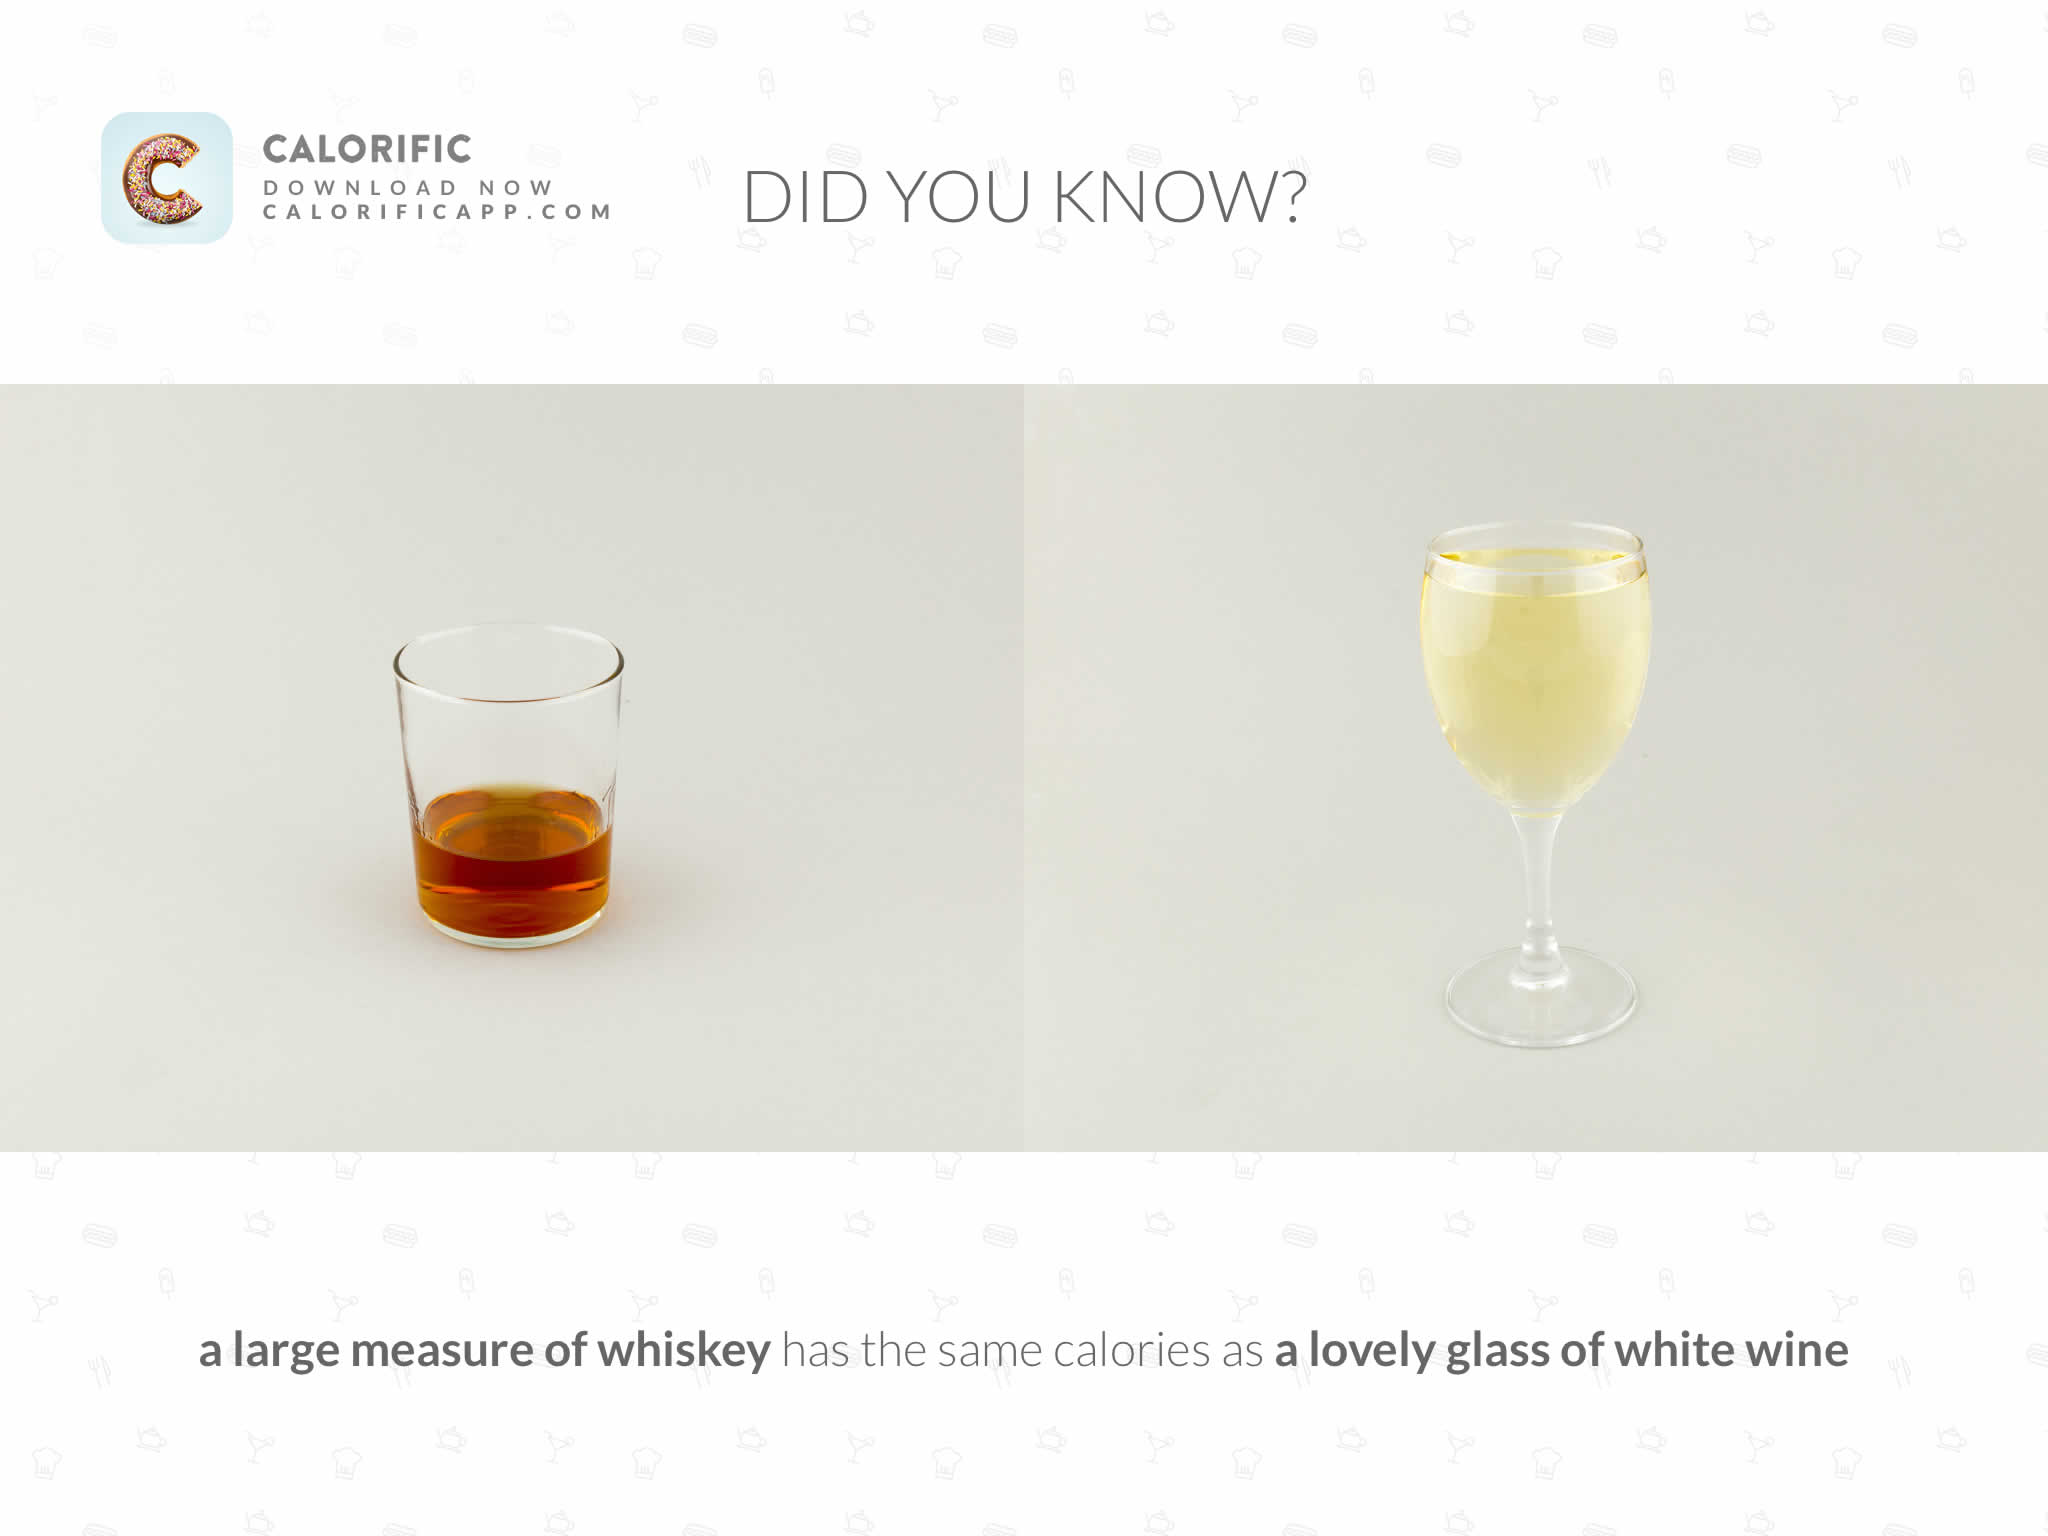 CALORIFIC
DOWNLOAD NOW
CALORIFICAPP.COM
DID YOU KNOW?
a large measure of whiskey has the same calories as a lovely glass of white wine